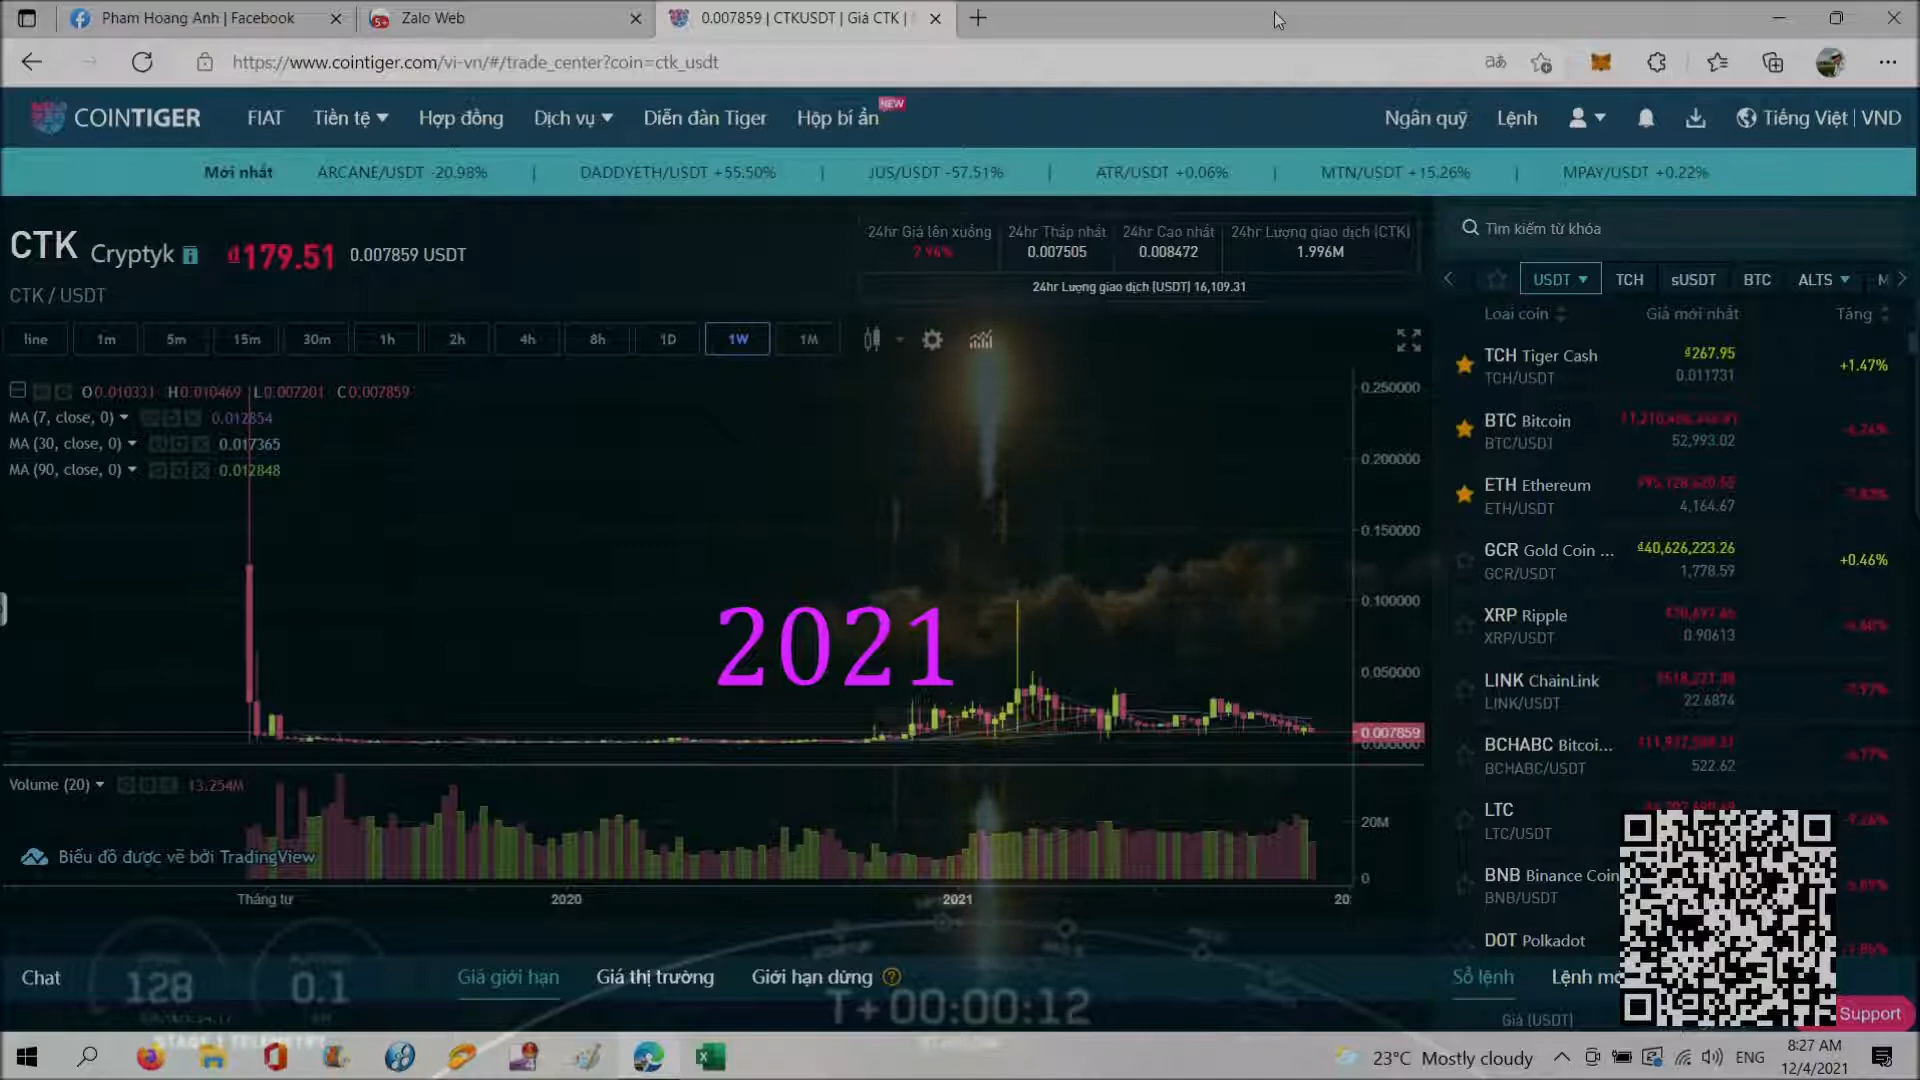 Pham Hoang Anh | Facebook
Zalo Web
0.007859 | CTKUSDT | Giá CTK |
https://www.cointiger.com/vi-vn/#/trade_center?coin=ctk_usdt
COINTIGER
FIAT
Tiền tệ
Hợp đồng
Dịch vụ
Diễn đàn Tiger
Hộp bí ẩn
NEW
Ngân quỹ
Lệnh
Tiếng Việt | VND
Mới nhất
ARCANE/USDT -20.98%
DADDYETH/USDT +55.50%
JUS/USDT -57.51%
ATR/USDT +0.06%
MTN/USDT +15.26%
MPAY/USDT +0.22%
CTK Cryptyk
₫179.51
0.007859 USDT
CTK / USDT
24hr Giá lên xuống
24hr Thấp nhất
24hr Cao nhất
24hr Lượng giao dịch (CTK)
0.007505
0.008472
1.996M
24hr Lượng giao dịch (USDT) 16,109.31
line 1m 5m 15m 30m 1h 2h 4h 8h 1D 1W 1M
O0.010331 H0.010469 L0.007201 C0.007859
MA (7, close, 0) 0.012854
MA (30, close, 0) 0.017365
MA (90, close, 0) 0.012848
0.250000
0.200000
0.150000
0.100000
0.050000
0.007859
0.000000
2021
Volume (20) 13.254M
20M
0
Biểu đồ được vẽ bởi TradingView
Tháng tư
2020
2021
20
Tìm kiếm từ khóa
USDT TCH sUSDT BTC ALTS M
Loại coin
Giá mới nhất
Tăng
TCH Tiger Cash ₫267.95
TCH/USDT 0.011731 +1.47%
BTC Bitcoin
BTC/USDT 52,993.02
ETH Ethereum
ETH/USDT 4,164.67
GCR Gold Coin ... ₫40,626,223.26
GCR/USDT 1,778.59 +0.46%
XRP Ripple
XRP/USDT 0.90613
LINK ChainLink
LINK/USDT 22.6874
BCHABC Bitcoi...
BCHABC/USDT 522.62
LTC
LTC/USDT
BNB Binance Coin
BNB/USDT
DOT Polkadot
Chat
128
0.1
Giá giới hạn
Giá thị trường
Giới hạn dừng
T+00:00:12
Sổ lệnh
Lệnh mớ
Giá (USDT)
Support
23°C Mostly cloudy
ENG
8:27 AM
12/4/2021